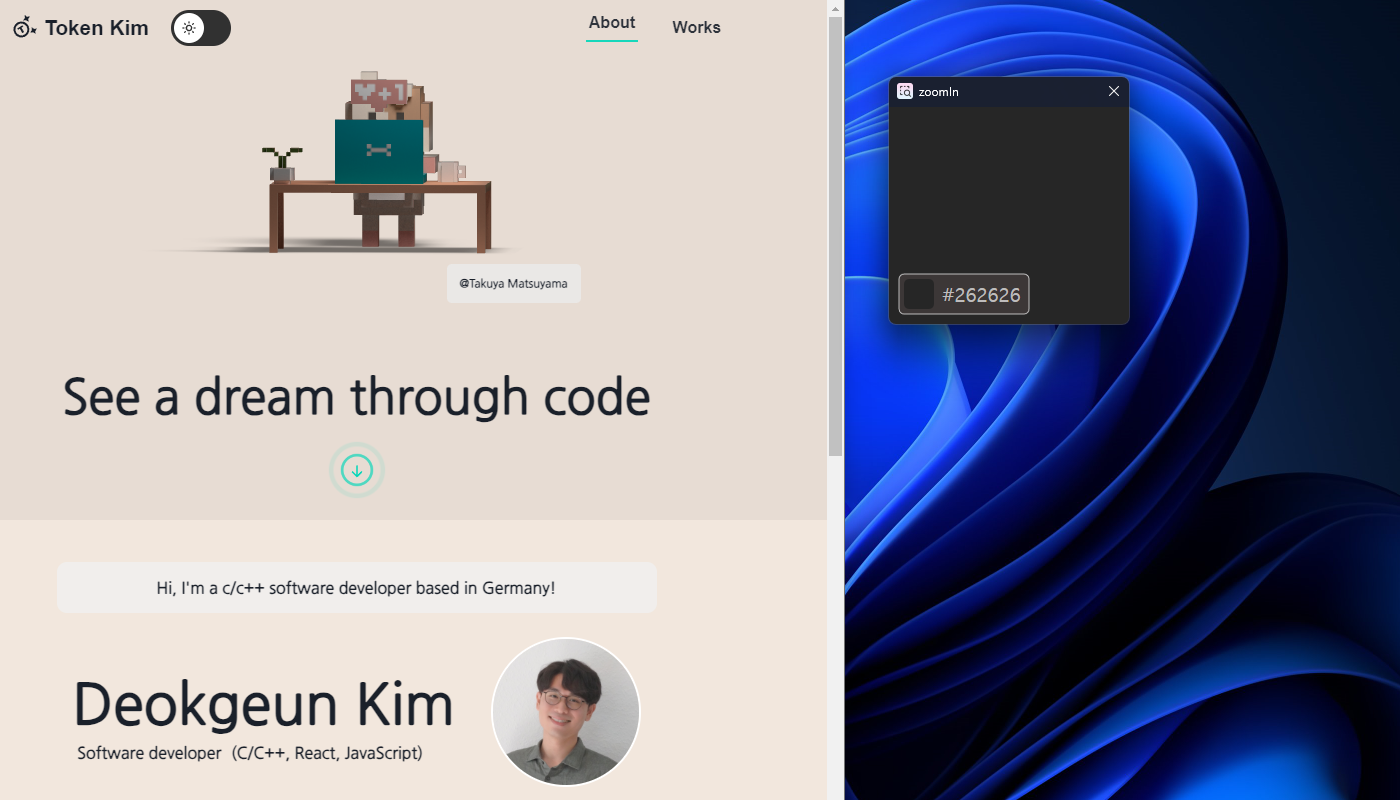 Token Kim
About
Works
+1
@Takuya Matsuyama
See a dream through code
Hi, I'm a c/c++ software developer based in Germany!
Deokgeun Kim
Software developer (C/C++, React, JavaScript)
zoomIn
#262626